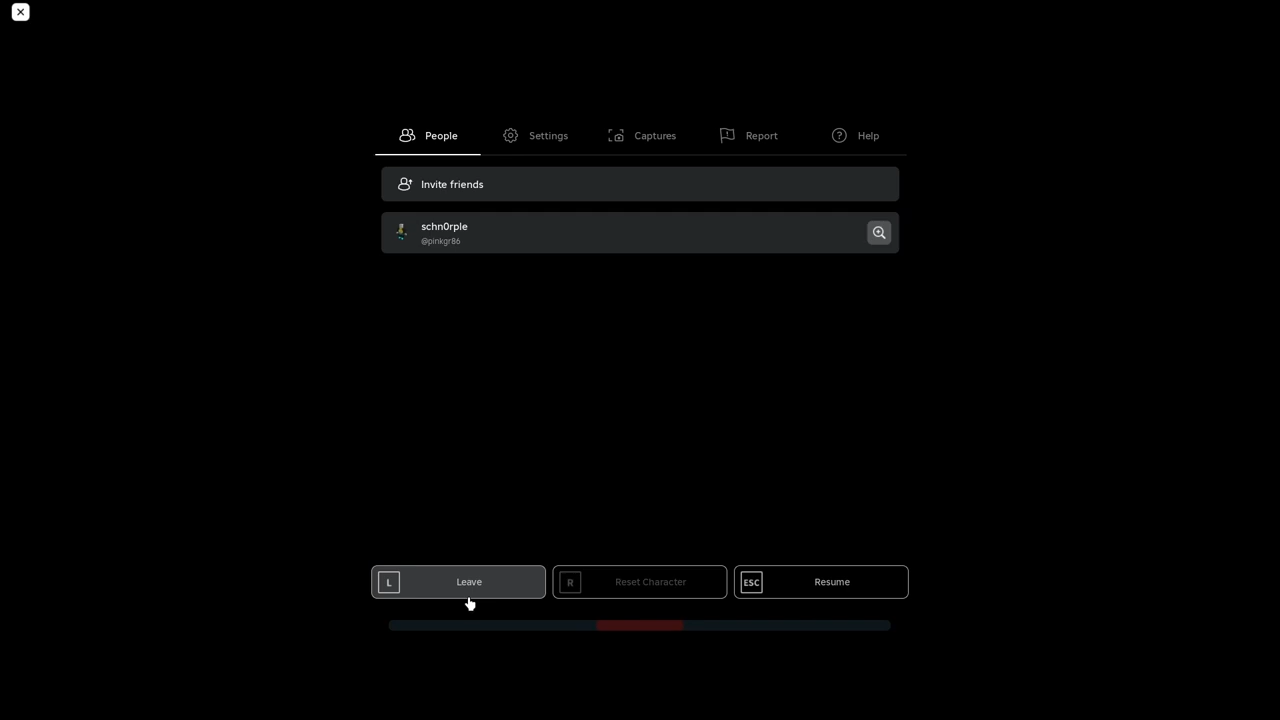 People
Settings
Captures
Report
Help
Invite friends
schn0rple
@pinkgr86
L Leave
R Reset Character
ESC Resume